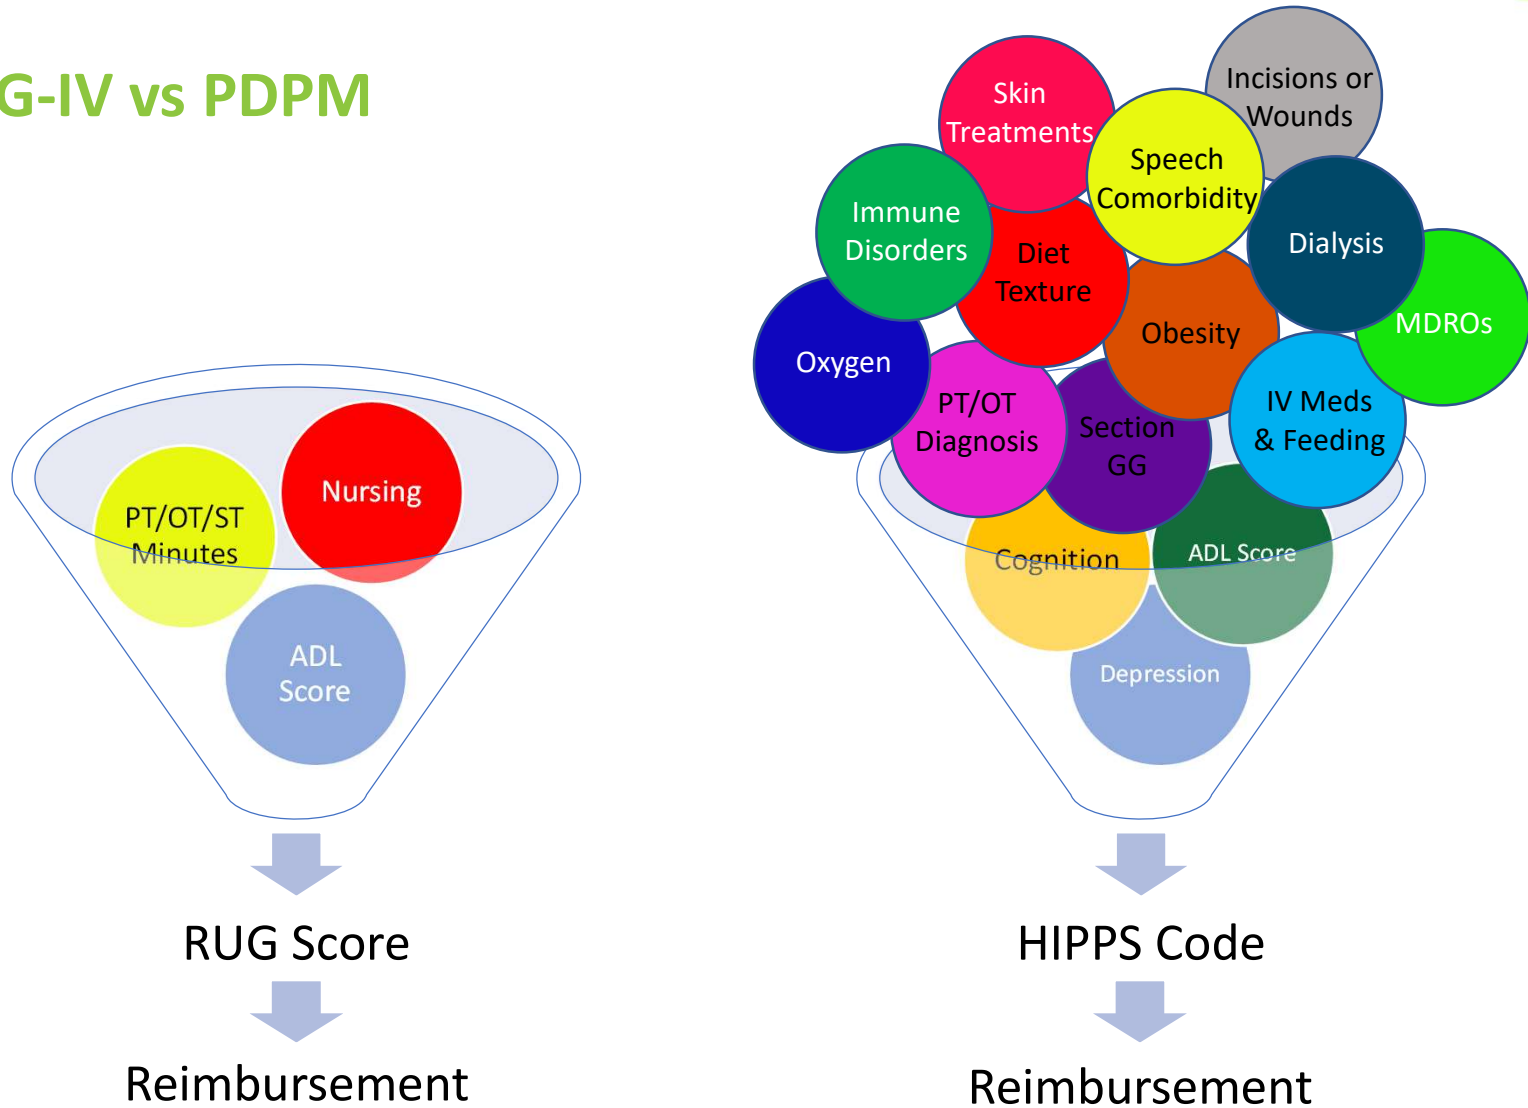 G-IV vs PDPM
PT/OT/ST
Minutes
Nursing
ADL
Score
RUG Score
Reimbursement
Incisions or
Wounds
Skin
Treatments
Speech
Comorbidity
Immune
Disorders
Diet
Texture
Dialysis
Obesity
MDROs
Oxygen
PT/OT
Diagnosis
Section
GG
IV Meds
& Feeding
Cognition
ADL Score
Depression
HIPPS Code
Reimbursement